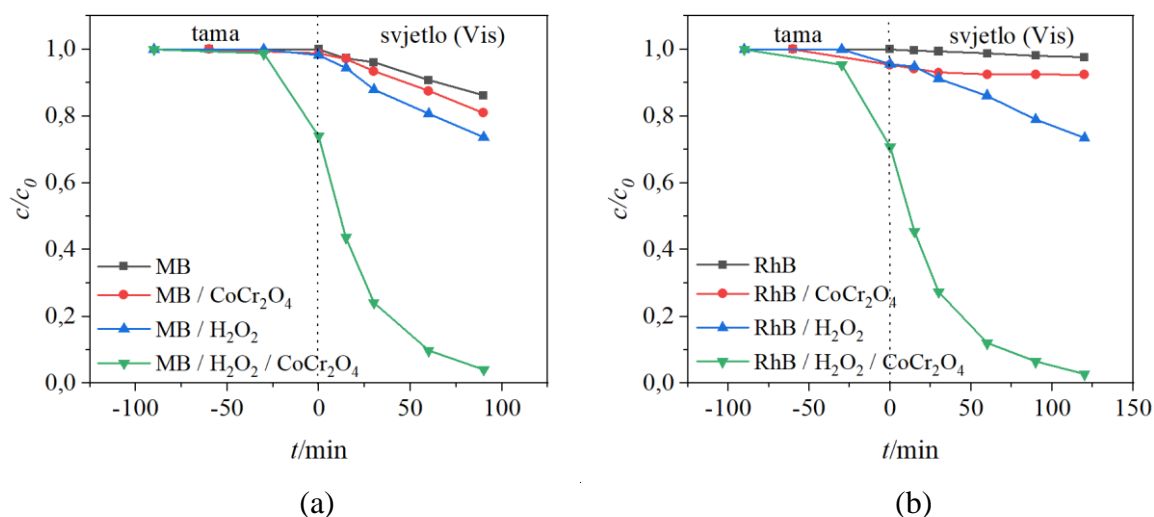 tama svjetlo (Vis)
1,0
0,8
0,6
0,4
0,2
0,0
c/c₀
MB
MB / CoCr₂O₄
MB / H₂O₂
MB / H₂O₂ / CoCr₂O₄
-100 -50 0 50 100
t/min
(a)
tama svjetlo (Vis)
1,0
0,8
0,6
0,4
0,2
0,0
c/c₀
RhB
RhB / CoCr₂O₄
RhB / H₂O₂
RhB / H₂O₂ / CoCr₂O₄
-100 -50 0 50 100 150
t/min
(b)